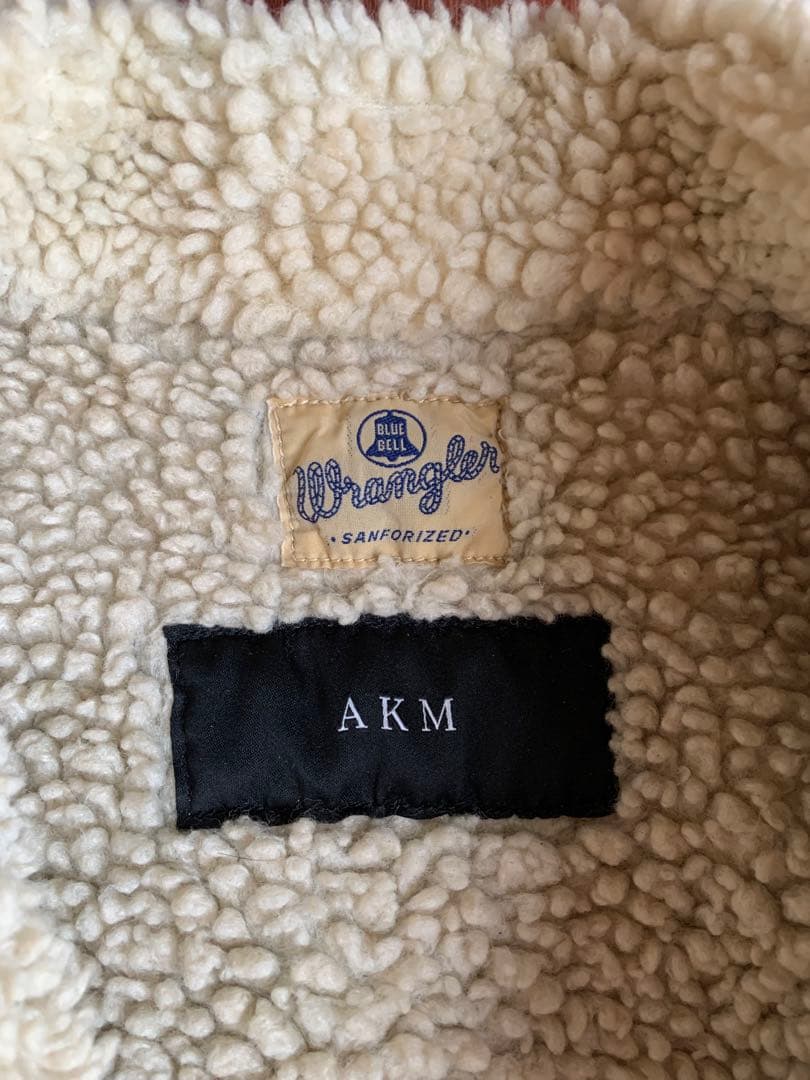 BLUE
BELL
Wrangler
• SANFORIZED •
AKM